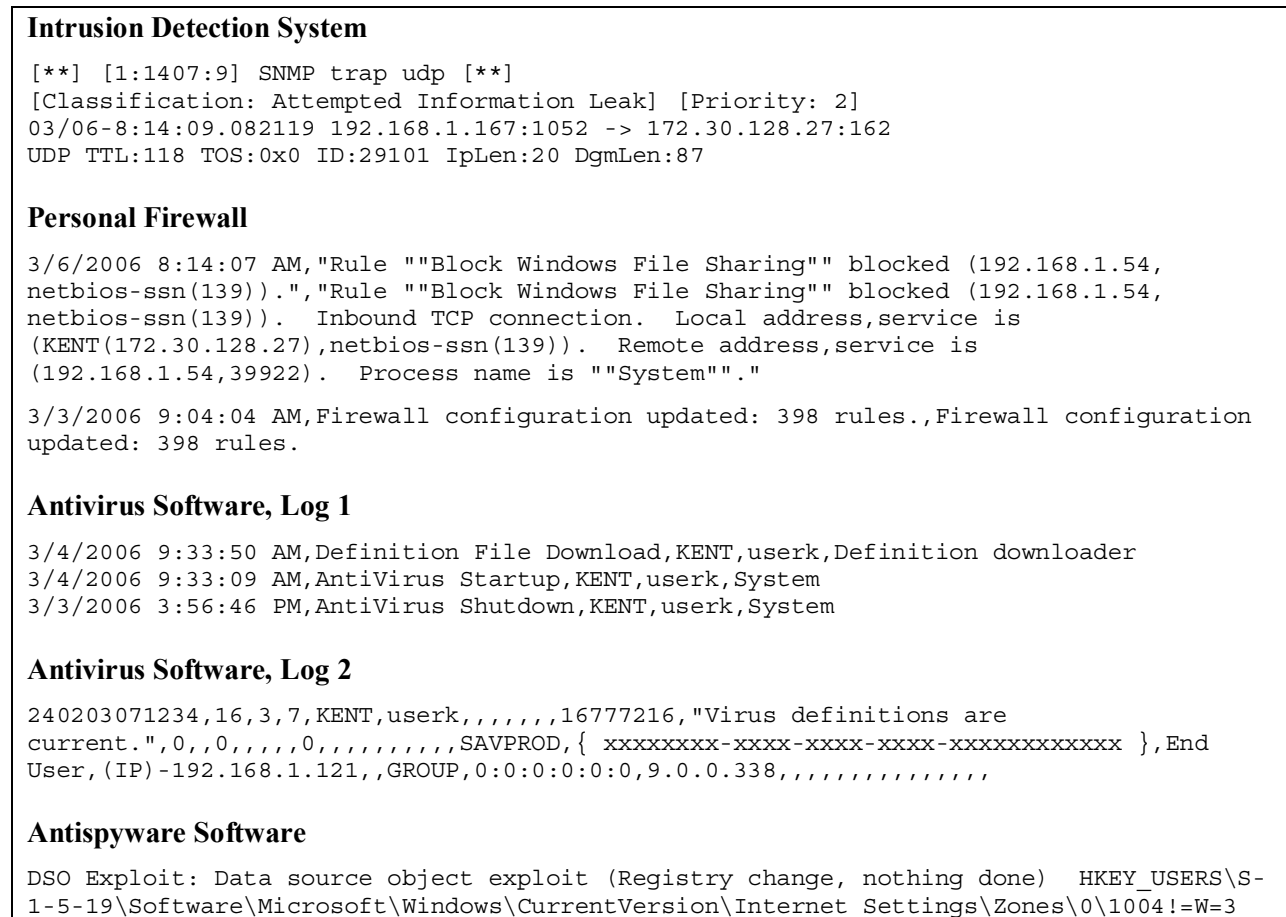 Intrusion Detection System
[**] [1:1407:9] SNMP trap udp [**]
[Classification: Attempted Information Leak] [Priority: 2]
03/06-8:14:09.082119 192.168.1.167:1052 -> 172.30.128.27:162
UDP TTL:118 TOS:0x0 ID:29101 IpLen:20 DgmLen:87
Personal Firewall
3/6/2006 8:14:07 AM,"Rule ""Block Windows File Sharing"" blocked (192.168.1.54,
netbios-ssn(139)).","Rule ""Block Windows File Sharing"" blocked (192.168.1.54,
netbios-ssn(139)).  Inbound TCP connection.  Local address,service is
(KENT(172.30.128.27),netbios-ssn(139)).  Remote address,service is
(192.168.1.54,39922).  Process name is ""System""."
3/3/2006 9:04:04 AM,Firewall configuration updated: 398 rules.,Firewall configuration
updated: 398 rules.
Antivirus Software, Log 1
3/4/2006 9:33:50 AM,Definition File Download,KENT,userk,Definition downloader
3/4/2006 9:33:09 AM,AntiVirus Startup,KENT,userk,System
3/3/2006 3:56:46 PM,AntiVirus Shutdown,KENT,userk,System
Antivirus Software, Log 2
240203071234,16,3,7,KENT,userk,,,,,,,16777216,"Virus definitions are
current.",0,,0,,,,,0,,,,,,,,,,SAVPROD,{ xxxxxxxx-xxxx-xxxx-xxxx-xxxxxxxxxxxx },End
User,(IP)-192.168.1.121,,GROUP,0:0:0:0:0:0,9.0.0.338,,,,,,,,,,,,,,,
Antispyware Software
DSO Exploit: Data source object exploit (Registry change, nothing done)  HKEY_USERS\S-
1-5-19\Software\Microsoft\Windows\CurrentVersion\Internet Settings\Zones\0\1004!=W=3